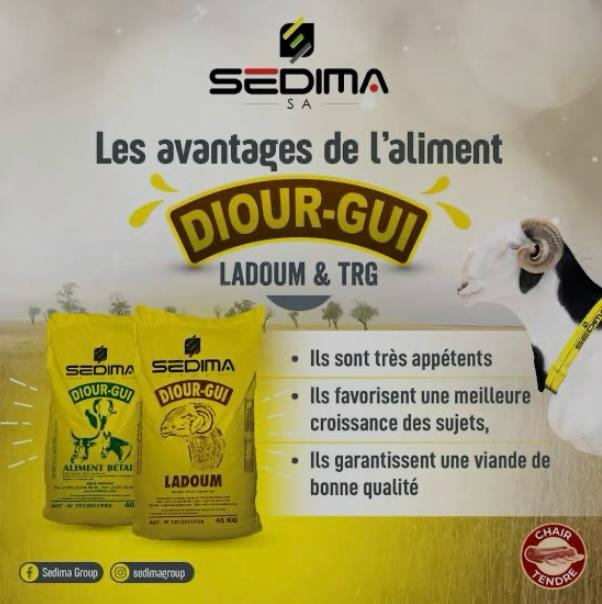 SEDIMA
SA
Les avantages de l'aliment
DIOUR-GUI
LADOUM & TRG
• Ils sont très appétents
• Ils favorisent une meilleure
croissance des sujets,
• Ils garantissent une viande de
bonne qualité
SEDIMA
DIOUR-GUI
ALIMENT BETAI
40
SEDIMA
DIOUR-GUI
LADOUM
40 KG
SEDIMA
CHAIR
TENDRE
Sedima Group
sedimagroup